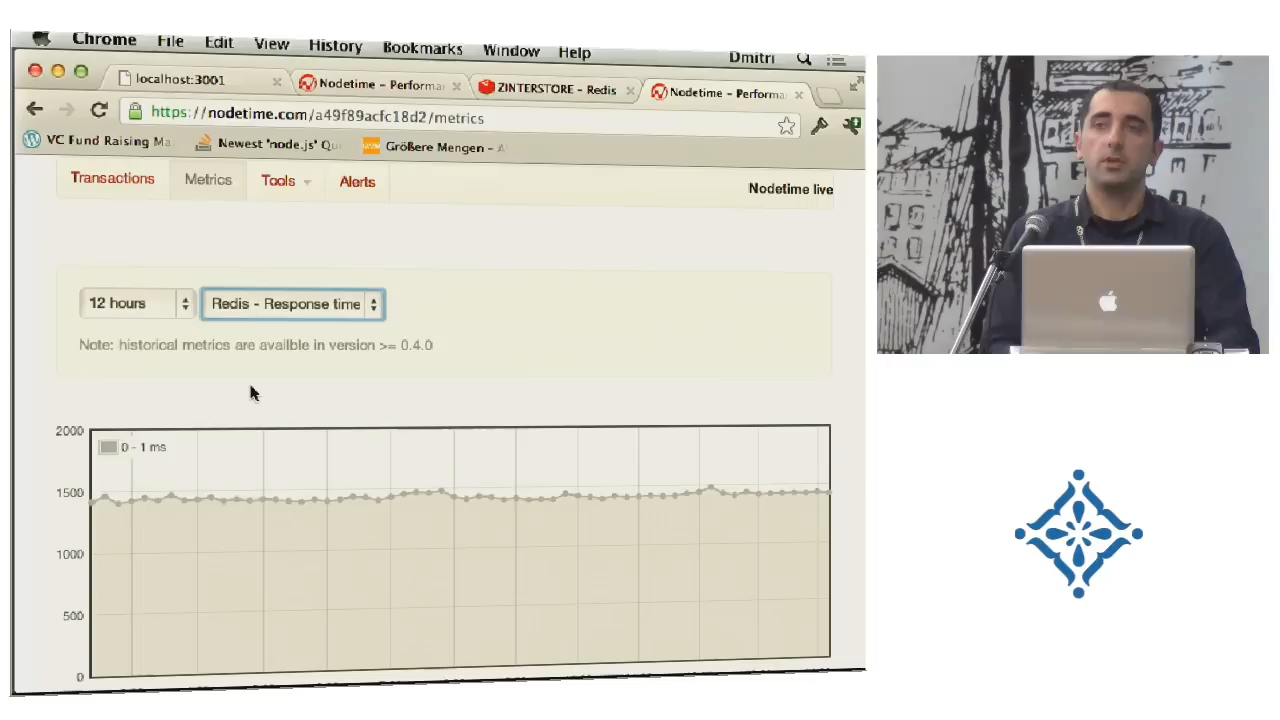 Chrome File Edit View History Bookmarks Window Help Dmitri
localhost:3001 Nodetime - Performa ZINTERSTORE - Redis Nodetime - Performa
https://nodetime.com/a49f89acfc18d2/metrics
VC Fund Raising Ma Newest 'node.js' Qu Größere Mengen - A
Transactions Metrics Tools Alerts Nodetime live
12 hours Redis - Response time
Note: historical metrics are availble in version >= 0.4.0
2000
0 - 1 ms
1500
1000
500
0